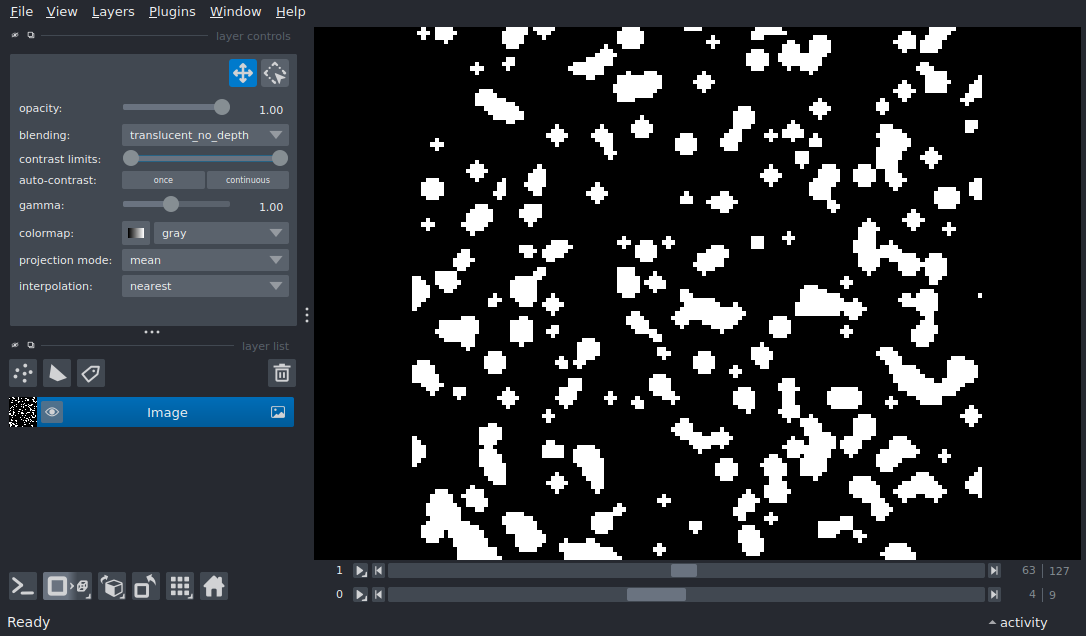 File View Layers Plugins Window Help
layer controls
opacity: 1.00
blending: translucent_no_depth
contrast limits:
auto-contrast: once continuous
gamma: 1.00
colormap: gray
projection mode: mean
interpolation: nearest
layer list
Image
1 63 127
0 4 9
Ready activity